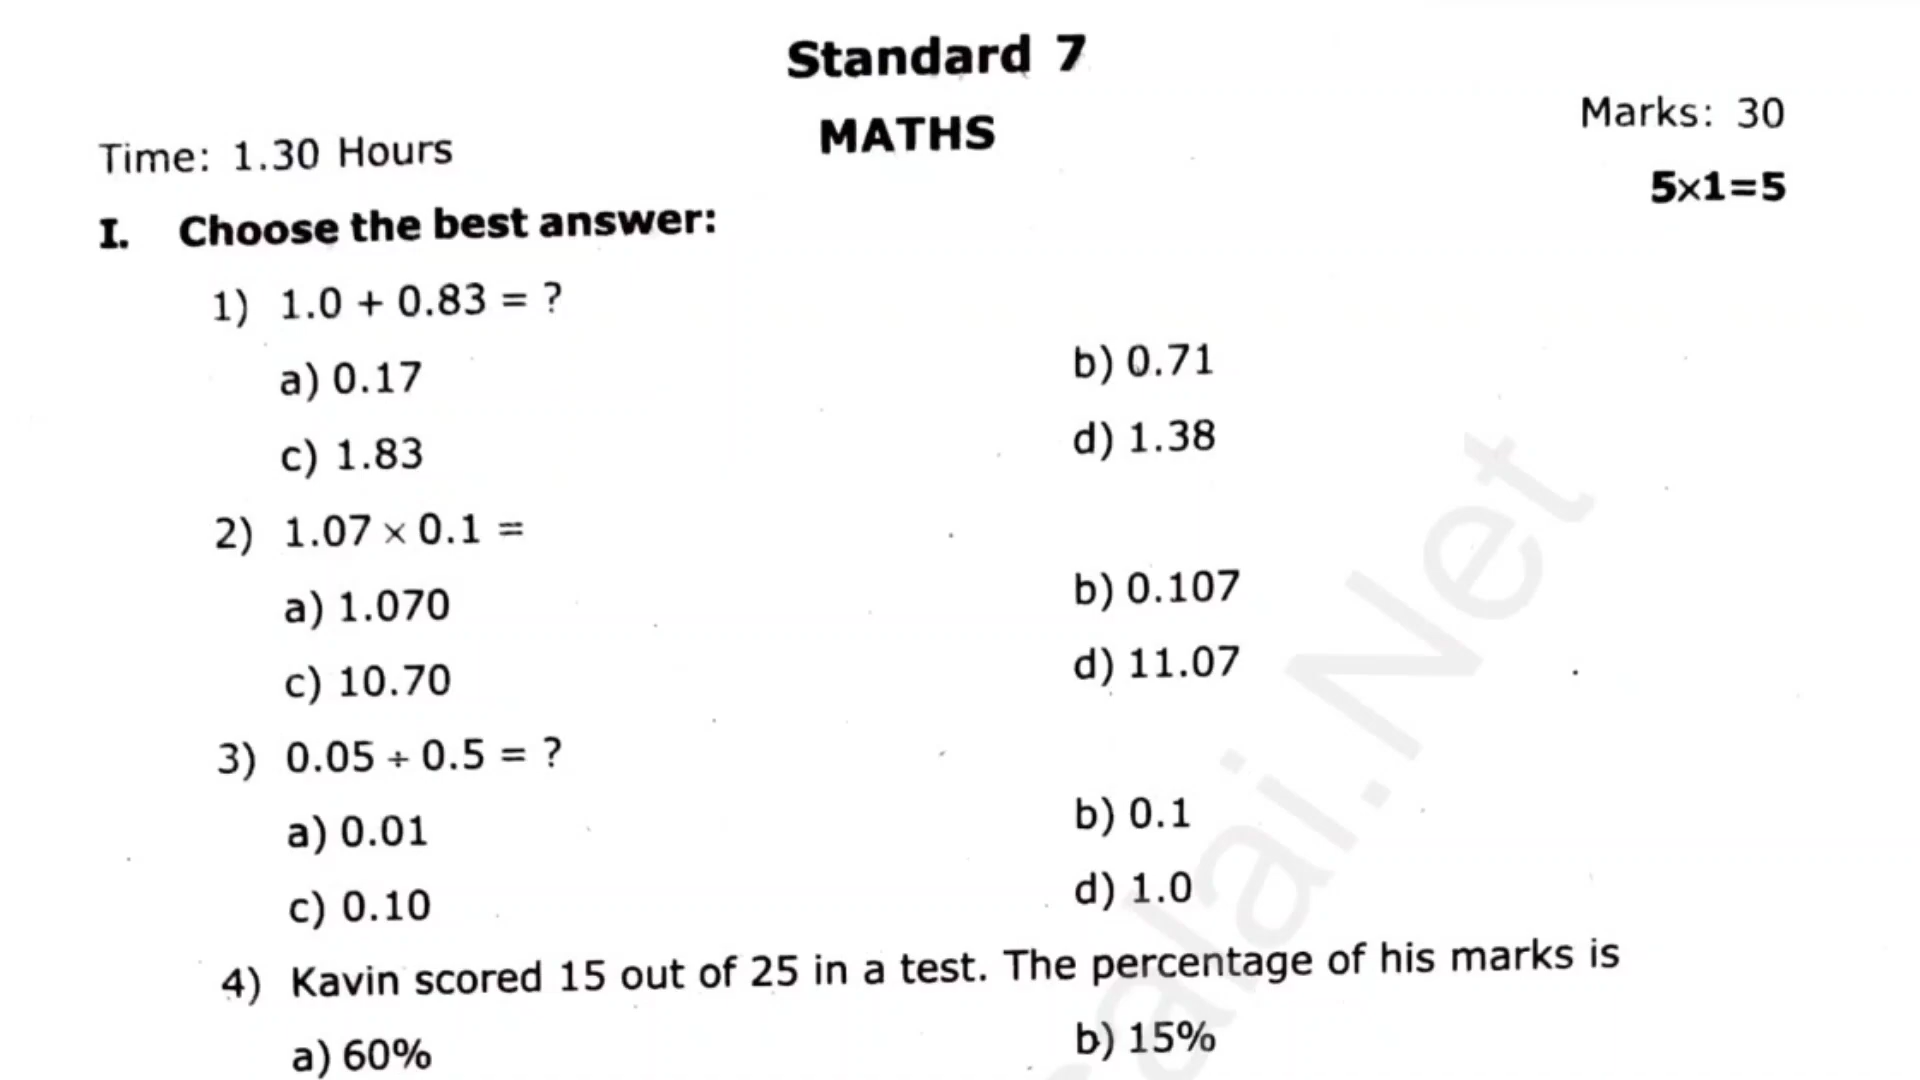 Standard 7
MATHS
Time: 1.30 Hours
Marks: 30
I. Choose the best answer:
5×1=5
1) 1.0 + 0.83 = ?
a) 0.17
b) 0.71
c) 1.83
d) 1.38
2) 1.07 × 0.1 =
a) 1.070
b) 0.107
c) 10.70
d) 11.07
3) 0.05 ÷ 0.5 = ?
a) 0.01
b) 0.1
c) 0.10
d) 1.0
4) Kavin scored 15 out of 25 in a test. The percentage of his marks is
a) 60%
b) 15%